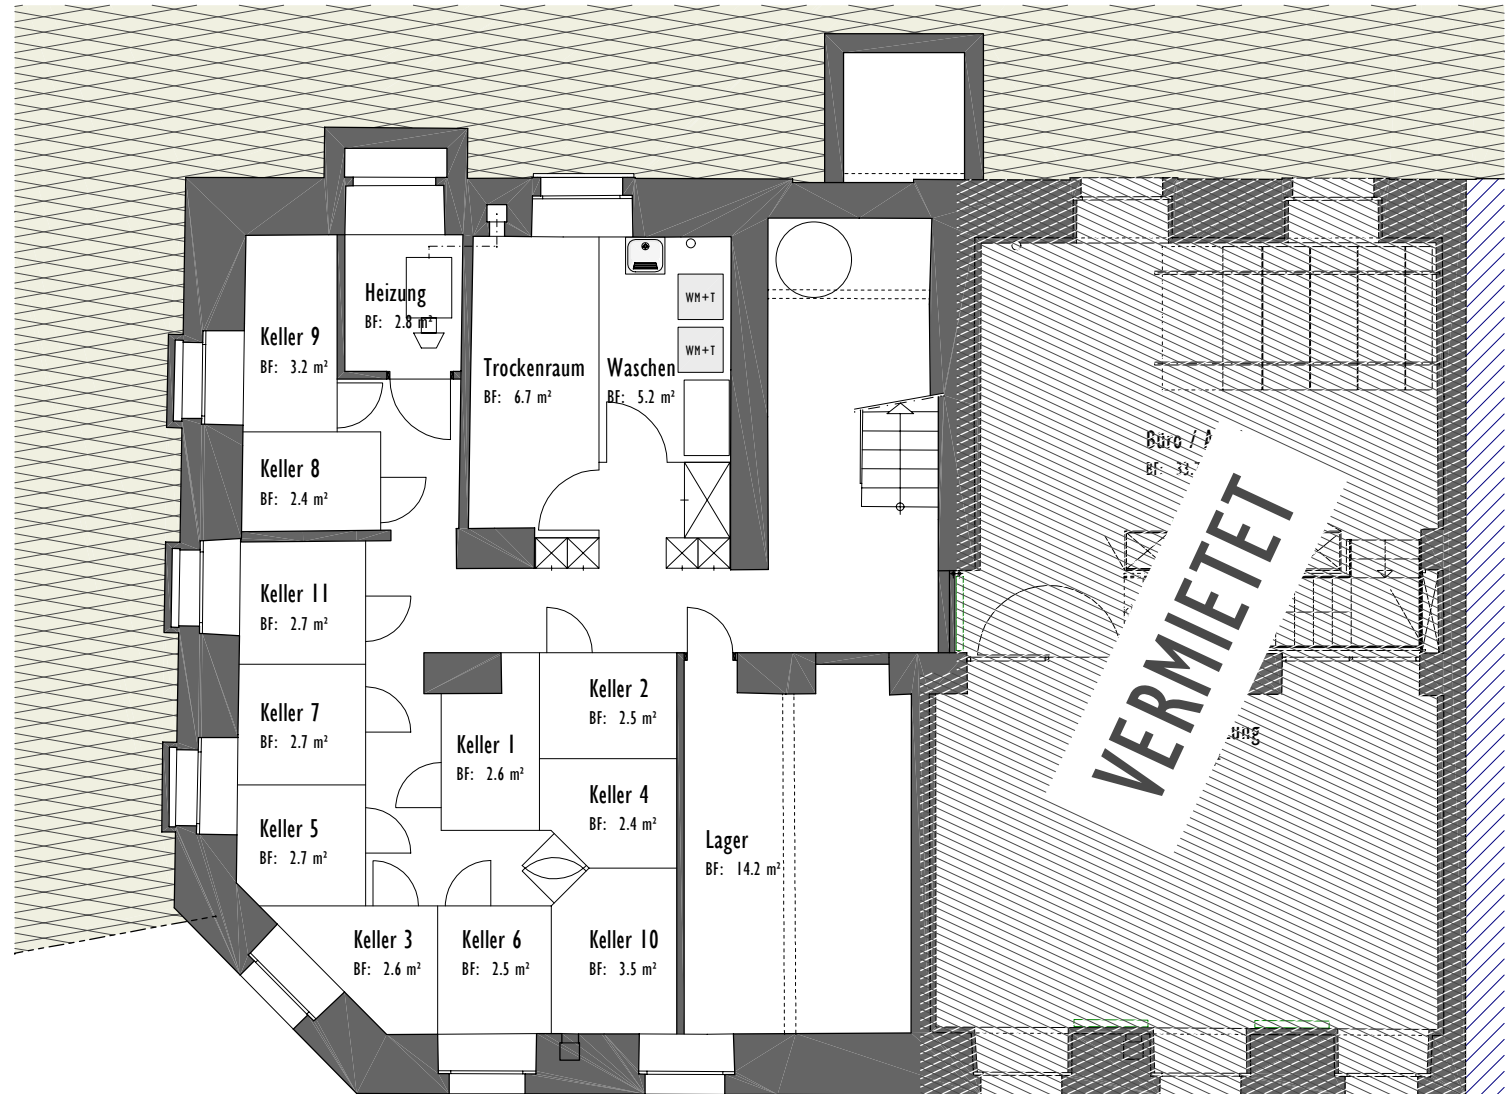 Heizung
BF: 2.8 m²
Keller 9
BF: 3.2 m²
Trockenraum
BF: 6.7 m²
Waschen
BF: 5.2 m²
WM+T
WM+T
Keller 8
BF: 2.4 m²
Büro / A
BF: 33.
VERMIETET
Keller 11
BF: 2.7 m²
Keller 7
BF: 2.7 m²
Keller 2
BF: 2.5 m²
Keller 1
BF: 2.6 m²
Keller 4
BF: 2.4 m²
Keller 5
BF: 2.7 m²
Lager
BF: 14.2 m²
Keller 3
BF: 2.6 m²
Keller 6
BF: 2.5 m²
Keller 10
BF: 3.5 m²